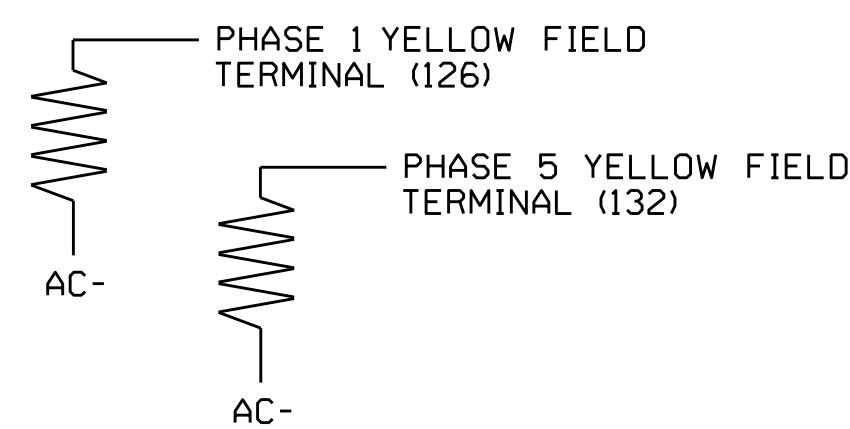 PHASE 1 YELLOW FIELD
TERMINAL (126)
PHASE 5 YELLOW FIELD
TERMINAL (132)
AC-
AC-